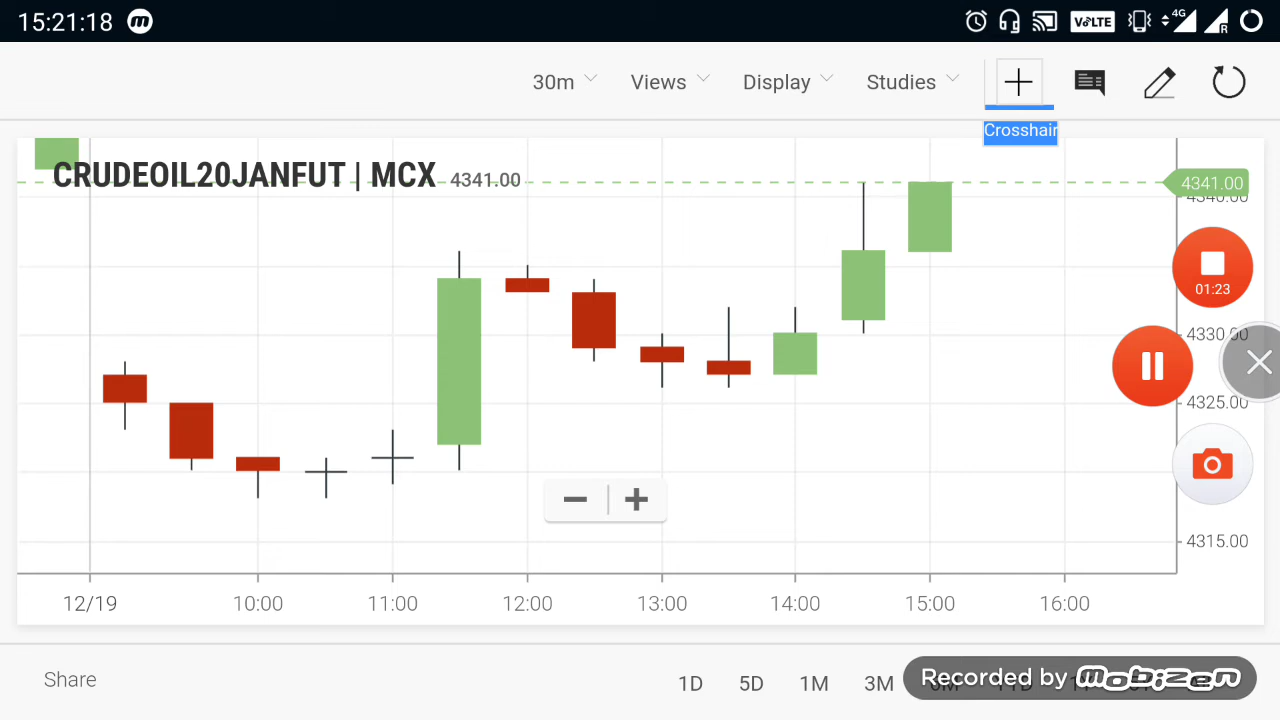 15:21:18
VoLTE
4G
R
30m
Views
Display
Studies
Crosshair
CRUDEOIL20JANFUT | MCX 4341.00
4341.00
4340.00
01:23
4330.00
4325.00
4315.00
12/19
10:00
11:00
12:00
13:00
14:00
15:00
16:00
Share
1D
5D
1M
3M
Recorded by mobizen